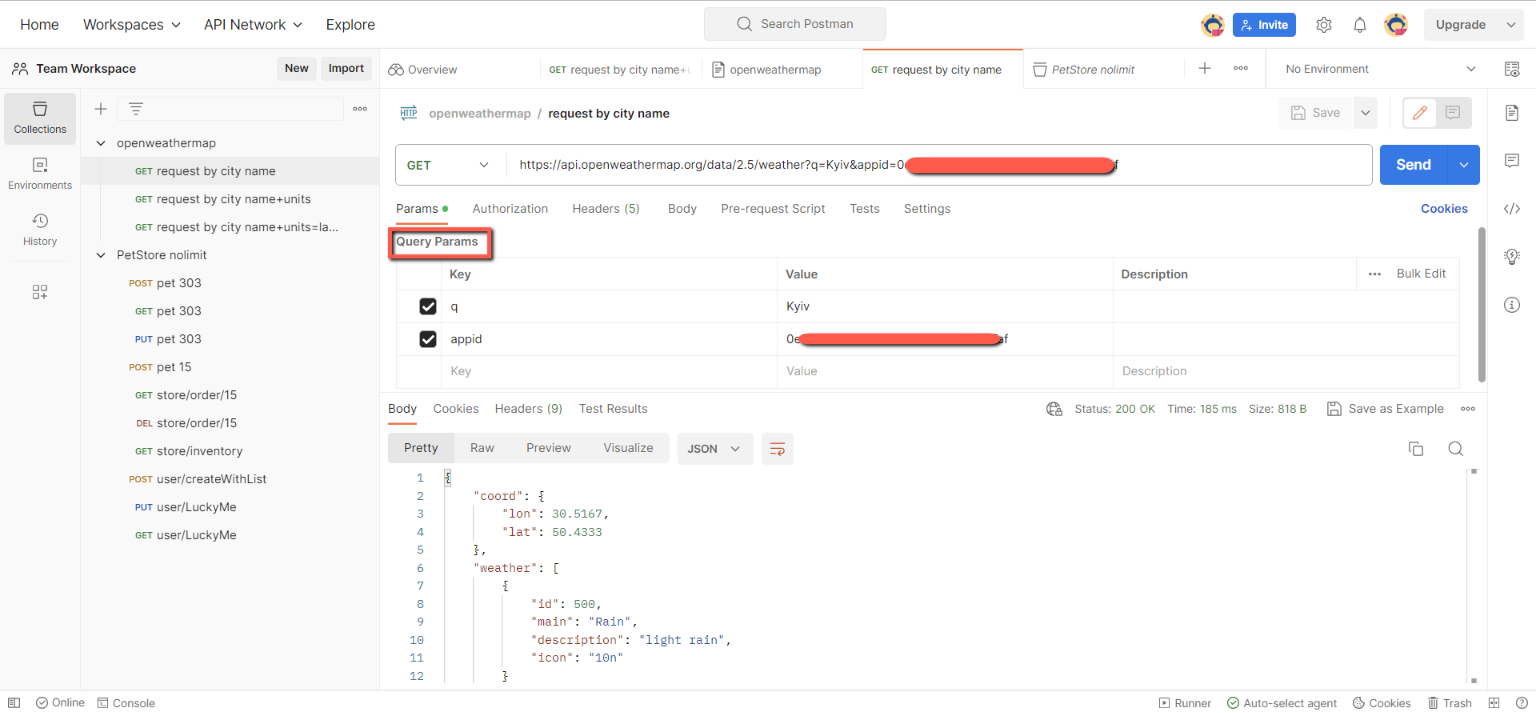 Home Workspaces API Network Explore Search Postman Invite Upgrade
Team Workspace New Import Overview GET request by city name+ openweathermap GET request by city name PetStore nolimit No Environment
Collections
Environments
History
openweathermap
GET request by city name
GET request by city name+units
GET request by city name+units=la...
PetStore nolimit
POST pet 303
GET pet 303
PUT pet 303
POST pet 15
GET store/order/15
DEL store/order/15
GET store/inventory
POST user/createWithList
PUT user/LuckyMe
GET user/LuckyMe
HTTP openweathermap / request by city name Save
GET https://api.openweathermap.org/data/2.5/weather?q=Kyiv&appid=0 f Send
Params Authorization Headers (5) Body Pre-request Script Tests Settings Cookies
Query Params
Key Value Description Bulk Edit
q Kyiv
appid 0e af
Key Value Description
Body Cookies Headers (9) Test Results Status: 200 OK Time: 185 ms Size: 818 B Save as Example
Pretty Raw Preview Visualize JSON
1 {
2 "coord": {
3 "lon": 30.5167,
4 "lat": 50.4333
5 },
6 "weather": [
7 {
8 "id": 500,
9 "main": "Rain",
10 "description": "light rain",
11 "icon": "10n"
12 }
Online Console Runner Auto-select agent Cookies Trash